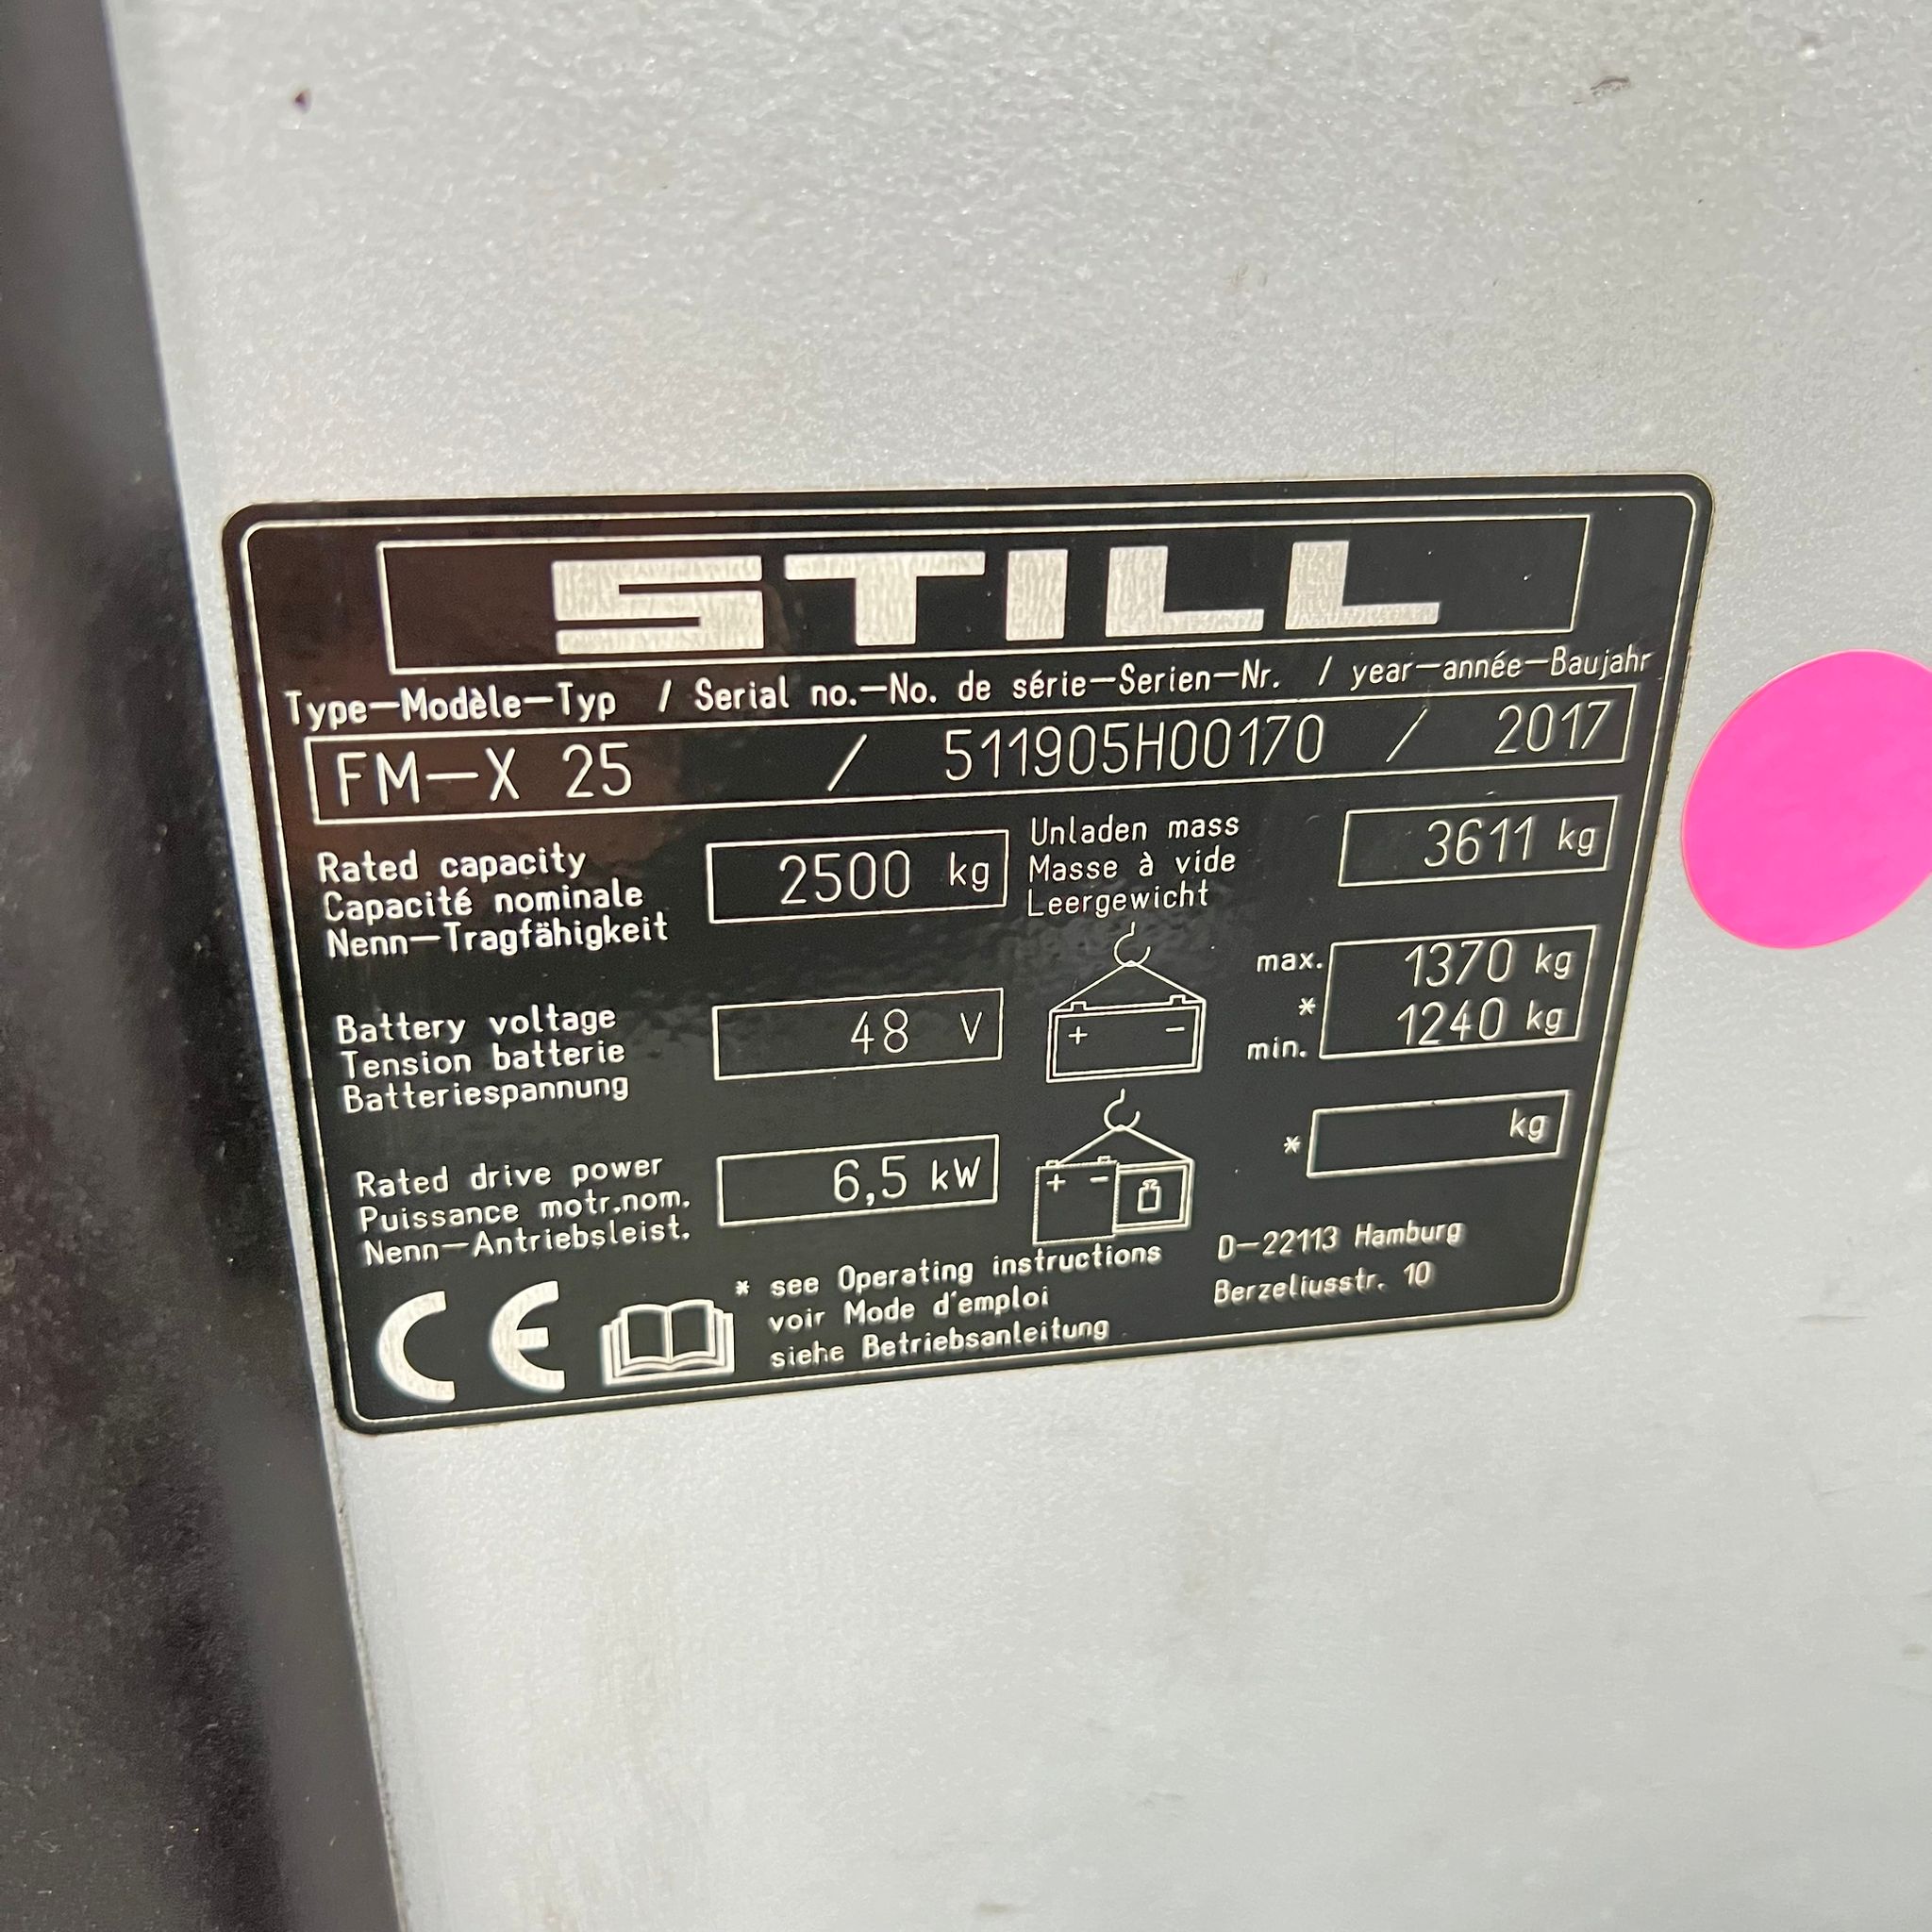 STILL
Type-Modèle-Typ / Serial no.-No. de série-Serien-Nr. / year-année-Baujahr
FM-X 25 / 511905H00170 / 2017
Rated capacity
Capacité nominale
Nenn-Tragfähigkeit
2500 kg
Unladen mass
Masse à vide
Leergewicht
3611 kg
Battery voltage
Tension batterie
Batteriespannung
48 V
+ -
max. 1370 kg
*
min. 1240 kg
Rated drive power
Puissance motr.nom.
Nenn-Antriebsleist.
6,5 kW
+ -
* kg
CE
* see Operating instructions
voir Mode d'emploi
siehe Betriebsanleitung
D-22113 Hamburg
Berzeliusstr. 10